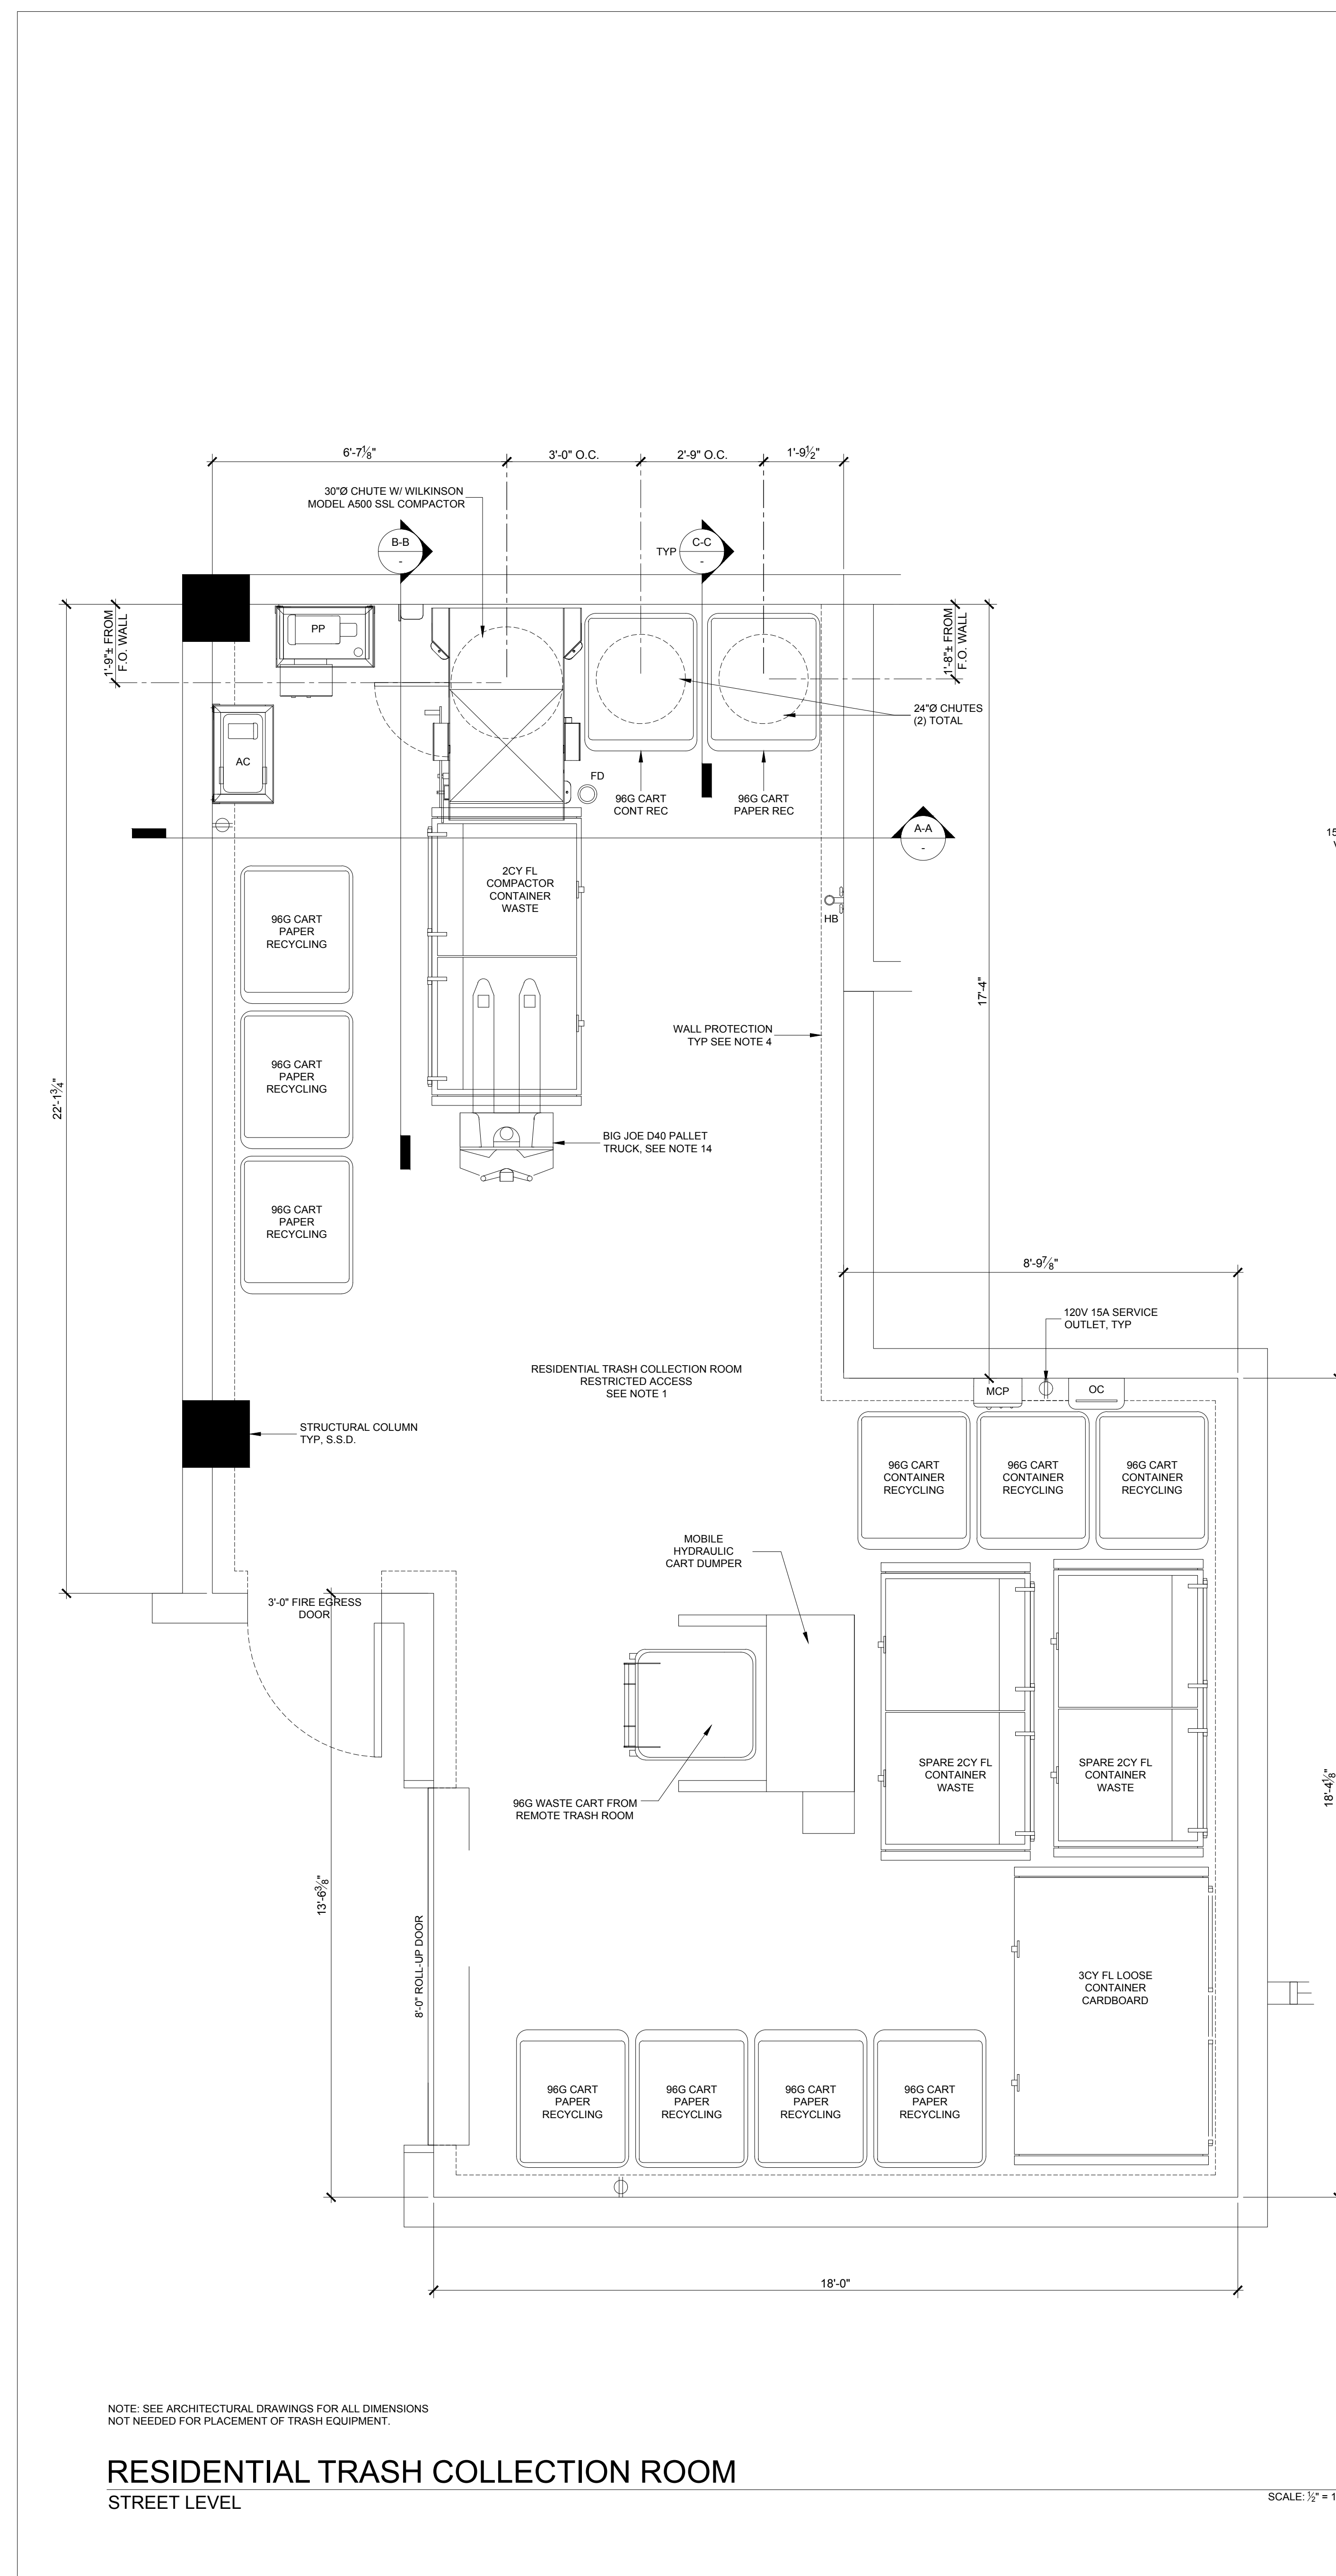 6'-7⅛"
3'-0" O.C.
2'-9" O.C.
1'-9½"
30"Ø CHUTE W/ WILKINSON
MODEL A500 SSL COMPACTOR
B-B
-
TYP
C-C
-
1'-9"± FROM
F.O. WALL
PP
1'-8"± FROM
F.O. WALL
24"Ø CHUTES
(2) TOTAL
AC
FD
96G CART
CONT REC
96G CART
PAPER REC
A-A
-
15
2CY FL
COMPACTOR
CONTAINER
WASTE
96G CART
PAPER
RECYCLING
HB
17'-4"
WALL PROTECTION
TYP SEE NOTE 4
96G CART
PAPER
RECYCLING
22'-1¾"
BIG JOE D40 PALLET
TRUCK, SEE NOTE 14
96G CART
PAPER
RECYCLING
8'-9⅞"
120V 15A SERVICE
OUTLET, TYP
RESIDENTIAL TRASH COLLECTION ROOM
RESTRICTED ACCESS
SEE NOTE 1
MCP
OC
STRUCTURAL COLUMN
TYP, S.S.D.
96G CART
CONTAINER
RECYCLING
96G CART
CONTAINER
RECYCLING
96G CART
CONTAINER
RECYCLING
MOBILE
HYDRAULIC
CART DUMPER
3'-0" FIRE EGRESS
DOOR
SPARE 2CY FL
CONTAINER
WASTE
SPARE 2CY FL
CONTAINER
WASTE
18'-4⅛"
96G WASTE CART FROM
REMOTE TRASH ROOM
13'-6⅜"
8'-0" ROLL-UP DOOR
3CY FL LOOSE
CONTAINER
CARDBOARD
96G CART
PAPER
RECYCLING
96G CART
PAPER
RECYCLING
96G CART
PAPER
RECYCLING
96G CART
PAPER
RECYCLING
18'-0"
NOTE: SEE ARCHITECTURAL DRAWINGS FOR ALL DIMENSIONS
NOT NEEDED FOR PLACEMENT OF TRASH EQUIPMENT.
RESIDENTIAL TRASH COLLECTION ROOM
STREET LEVEL
SCALE: ½" = 1